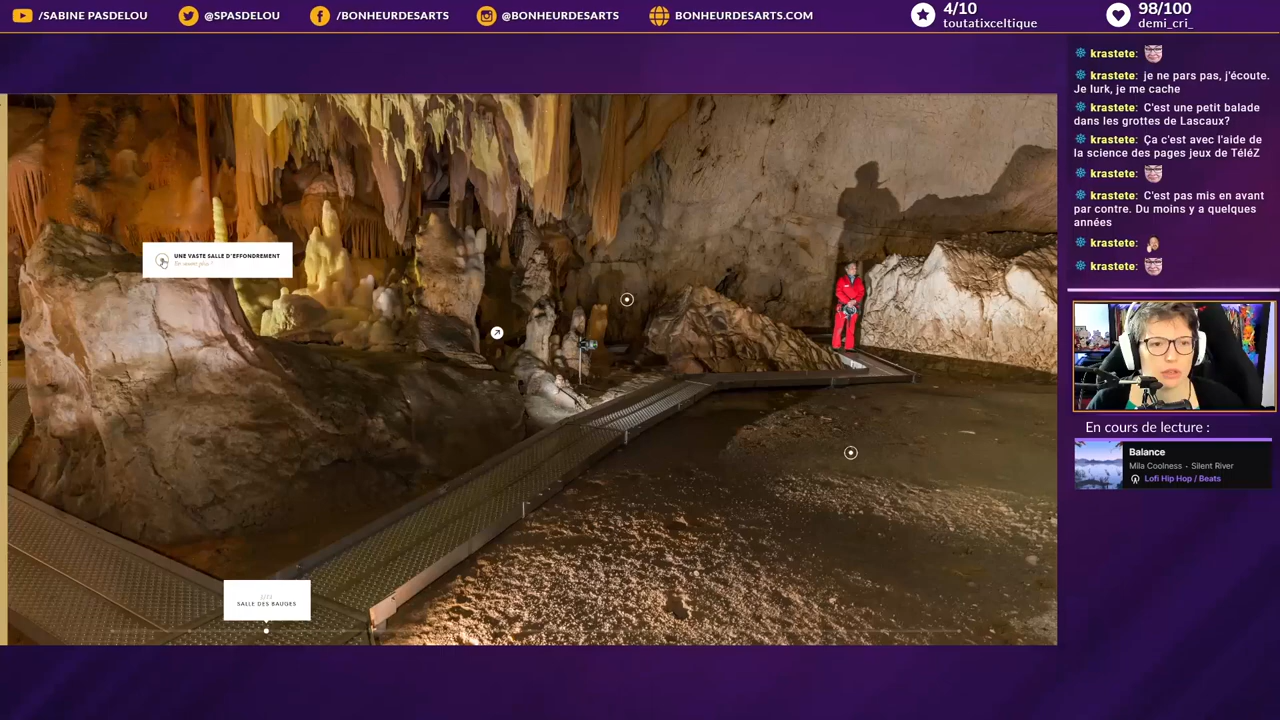 /SABINE PASDELOU
@SPASDELOU
/BONHEURDESARTS
@BONHEURDESARTS
BONHEURDESARTS.COM
4/10
toutatixceltique
98/100
demi_cri_
krastete:
krastete: je ne pars pas, j'écoute.
Je lurk, je me cache
krastete: C'est une petit balade
dans les grottes de Lascaux?
krastete: Ça c'est avec l'aide de
la science des pages jeux de TéléZ
krastete:
krastete: C'est pas mis en avant
par contre. Du moins y a quelques
années
krastete:
krastete:
UNE VASTE SALLE D'EFFONDREMENT
En savoir plus ?
SALLE DES BAUGES
En cours de lecture :
Balance
Mila Coolness - Silent River
Lofi Hip Hop / Beats